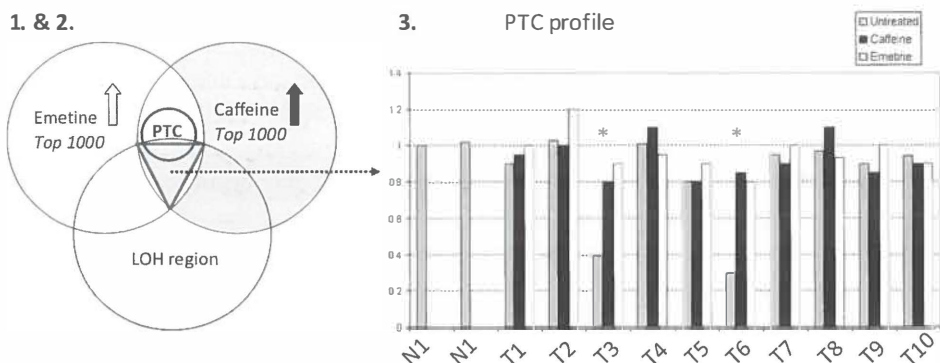 1. & 2.
Emetine
Top 1000
PTC
Caffeine
Top 1000
LOH region
3.
PTC profile
Untreated
Caffeine
Emetine
1.4
1.2
1
0.8
0.6
0.4
0.2
0
*
*
N1 N1 T1 T2 T3 T4 T5 T6 T7 T8 T9 T10